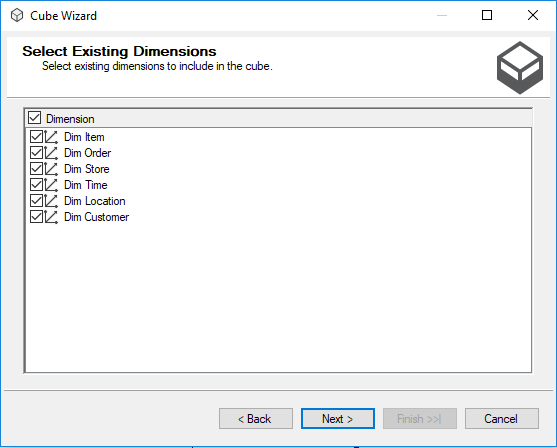 Cube Wizard
Select Existing Dimensions
Select existing dimensions to include in the cube.
Dimension
Dim Item
Dim Order
Dim Store
Dim Time
Dim Location
Dim Customer
< Back
Next >
Finish >>|
Cancel